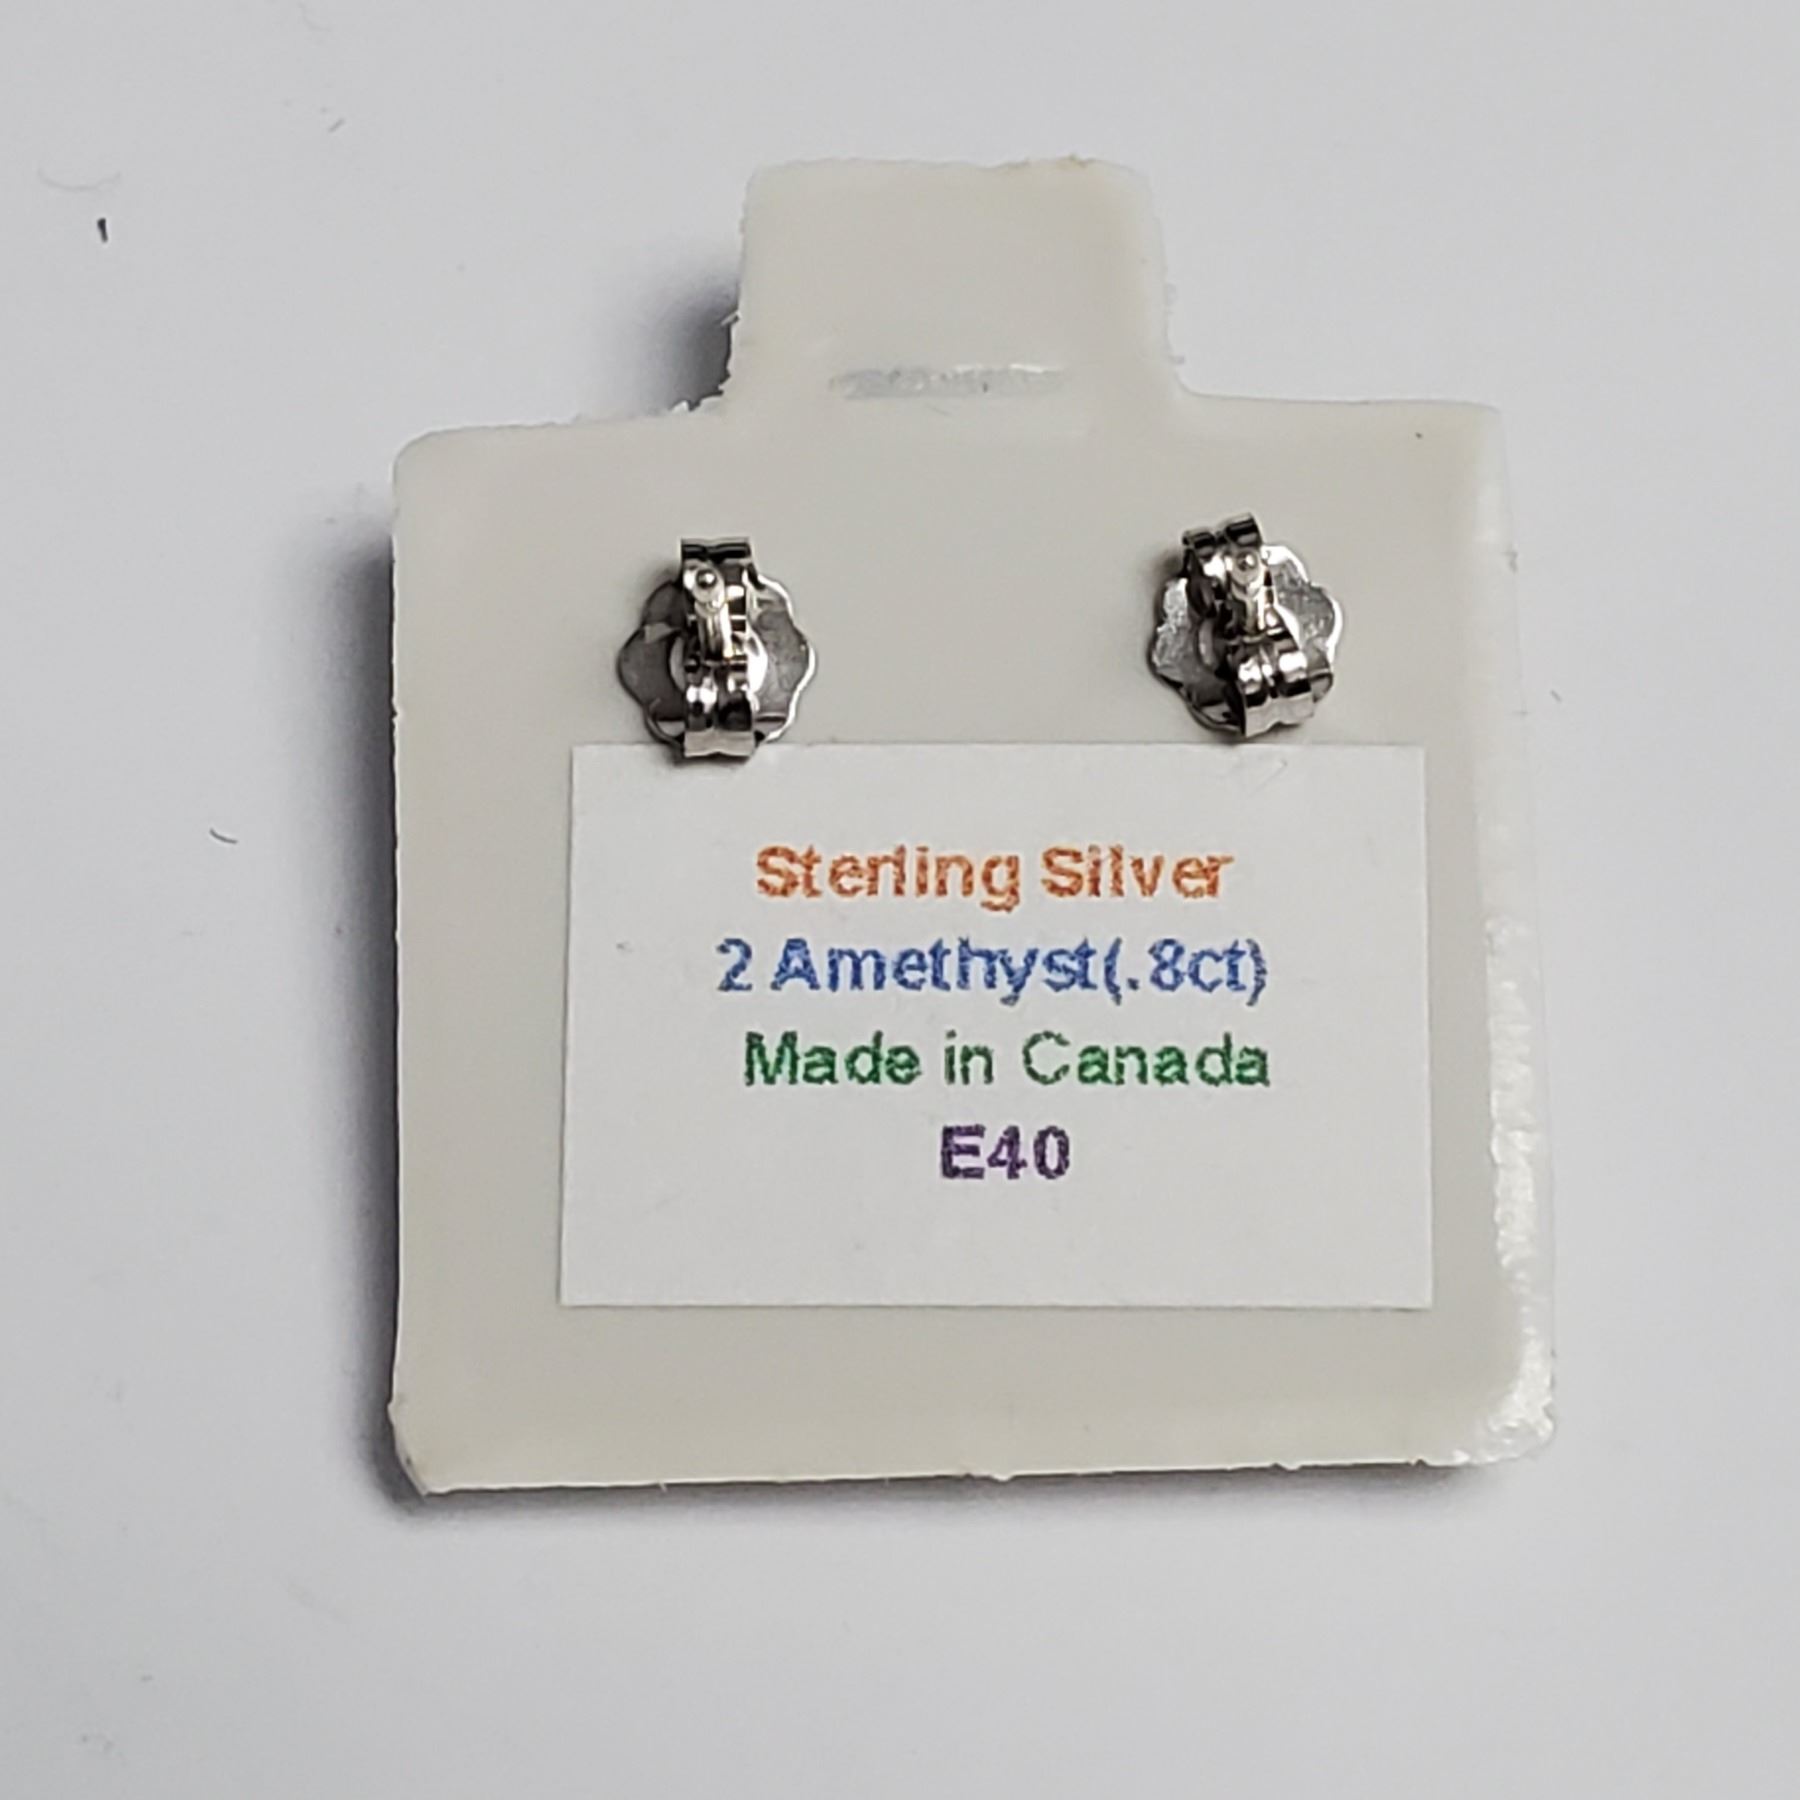 Sterling Silver
2 Amethyst(.8ct)
Made in Canada
E40